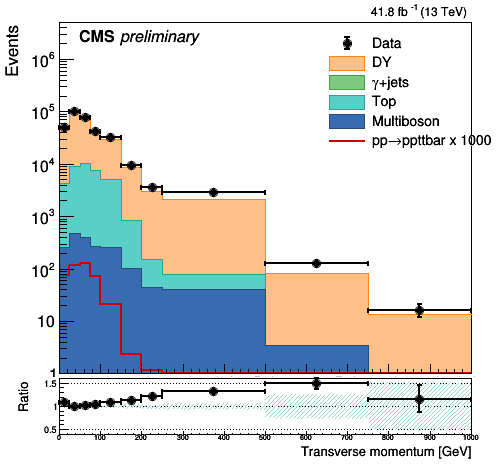 41.8 fb⁻¹ (13 TeV)
CMS preliminary
Events
Data
DY
γ+jets
Top
Multiboson
pp→ppttbar x 1000
10⁶
10⁵
10⁴
10³
10²
10
1
Ratio
1.5
1
0.5
0 100 200 300 400 500 600 700 800 900 1000
Transverse momentum [GeV]